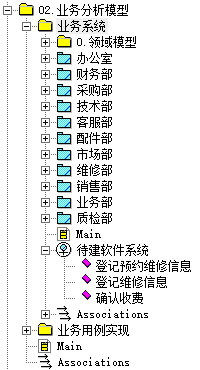 02.业务分析模型
业务系统
0.领域模型
办公室
财务部
采购部
技术部
客服部
配件部
市场部
维修部
销售部
业务部
质检部
Main
待建软件系统
登记预约维修信息
登记维修信息
确认收费
Associations
业务用例实现
Main
Associations